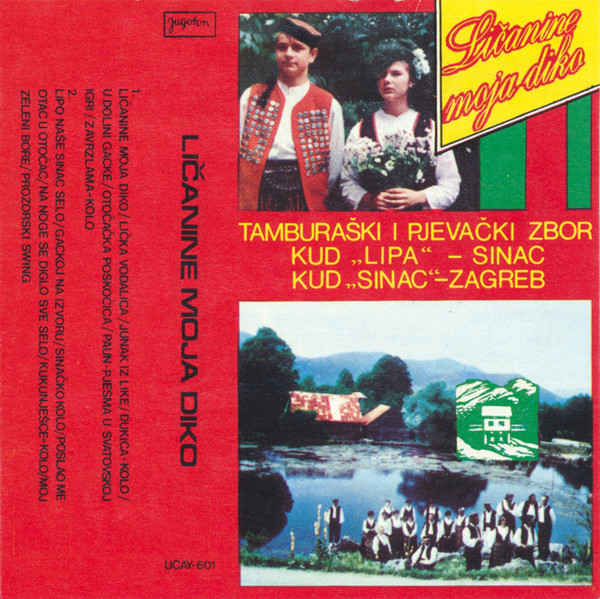 Jugoton
1.
LIČANINE MOJA DIKO / LIČKA VODALICA / JUNAK IZ LIKE / ĐUKICA-KOLO /
U DOLINI GACKE / OTOČAČKA POSKOČICA / PAUN-PJESMA U SVATOVSKOJ
IGRI / ZAVRZLAMA-KOLO
2.
LIPO NAŠE SINAC SELO / GACKOJ NA IZVORU / SINAČKO KOLO / POSLAO ME
OTAC U OTOČAC / NA NOGE SE DIGLO SVE SELO / KUKUNJEŠĆE-KOLO / MOJ
ZELENI BORE / PROZORSKI SWING
LIČANINE MOJA DIKO
UCAY-601
Ličanine
moja diko
TAMBURAŠKI I PJEVAČKI ZBOR
KUD „LIPA“ – SINAC
KUD „SINAC“–ZAGREB